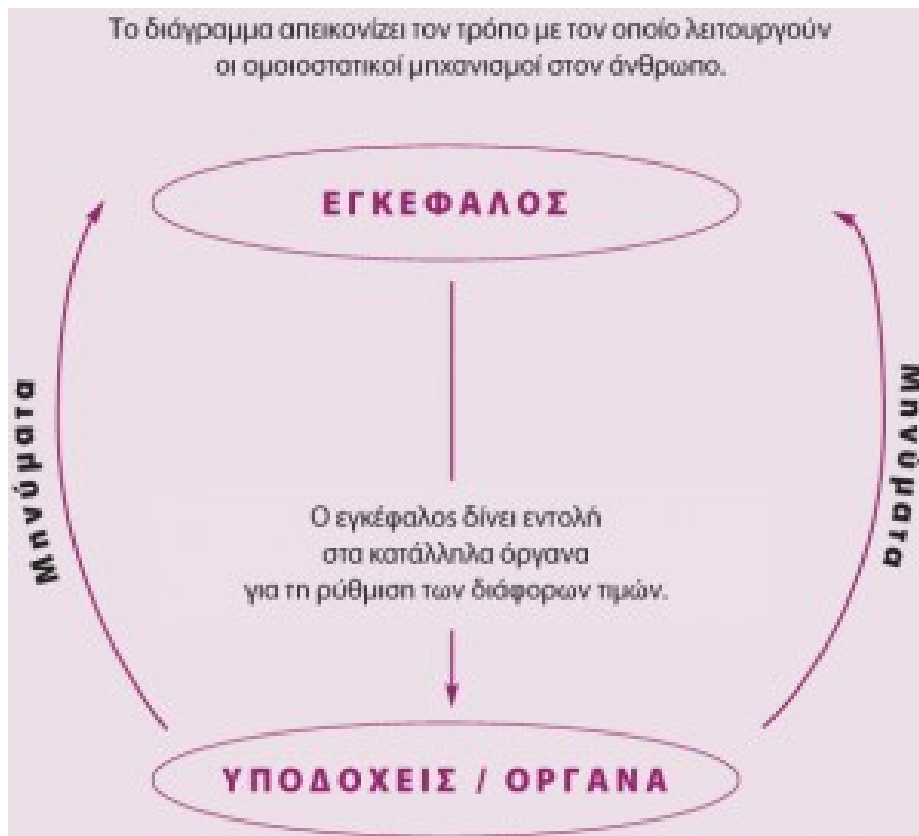 Το διάγραμμα απεικονίζει τον τρόπο με τον οποίο λειτουργούν
οι ομοιοστατικοί μηχανισμοί στον άνθρωπο.
ΕΓΚΕΦΑΛΟΣ
Μηνύματα
Μηνύματα
Ο εγκέφαλος δίνει εντολή
στα κατάλληλα όργανα
για τη ρύθμιση των διάφορων τιμών.
ΥΠΟΔΟΧΕΙΣ / ΟΡΓΑΝΑ